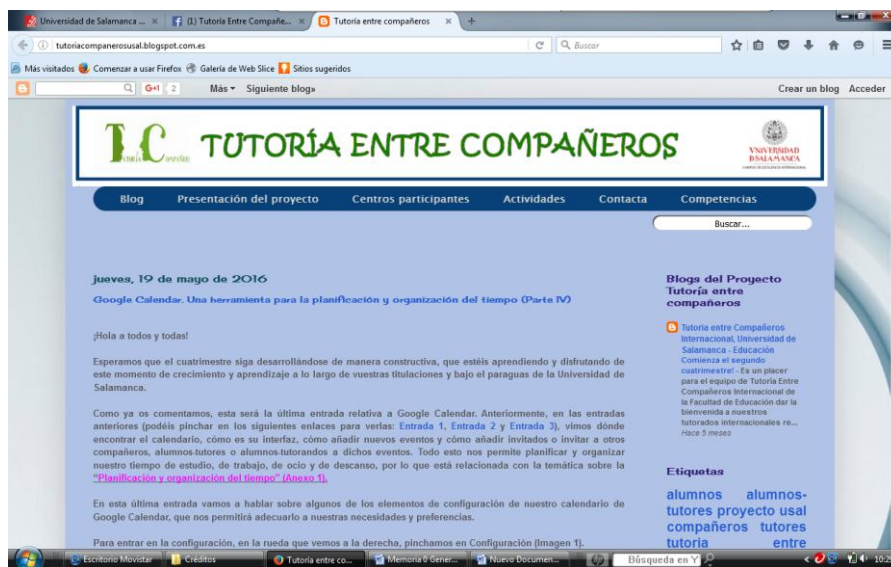 Universidad de Salamanca ...
(1) Tutoría Entre Compañe...
Tutoría entre compañeros
tutoriacompanerosusal.blogspot.com.es
Buscar
Más visitados
Comenzar a usar Firefox
Galería de Web Slice
Sitios sugeridos
G+1
2
Más
Siguiente blog»
Crear un blog
Acceder
TUTORÍA ENTRE COMPAÑEROS
VNiVERSiDAD
D SALAMANCA
Blog
Presentación del proyecto
Centros participantes
Actividades
Contacta
Competencias
Buscar...
jueves, 19 de mayo de 2016
Google Calendar. Una herramienta para la planificación y organización del tiempo (Parte IV)
¡Hola a todos y todas!
Esperamos que el cuatrimestre siga desarrollándose de manera constructiva, que estéis aprendiendo y disfrutando de
este momento de crecimiento y aprendizaje a lo largo de vuestras titulaciones y bajo el paraguas de la Universidad de
Salamanca.
Como ya os comentamos, esta será la última entrada relativa a Google Calendar. Anteriormente, en las entradas
anteriores (podéis pinchar en los siguientes enlaces para verlas: Entrada 1, Entrada 2 y Entrada 3), vimos dónde
encontrar el calendario, cómo es su interfaz, cómo añadir nuevos eventos y cómo añadir invitados o invitar a otros
compañeros, alumnos-tutores o alumnos-tutorandos a dichos eventos. Todo esto nos permite planificar y organizar
nuestro tiempo de estudio, de trabajo, de ocio y de descanso, por lo que está relacionada con la temática sobre la
"Planificación y organización del tiempo" (Anexo 1).
En esta última entrada vamos a hablar sobre algunos de los elementos de configuración de nuestro calendario de
Google Calendar, que nos permitirá adecuarlo a nuestras necesidades y preferencias.
Para entrar en la configuración, en la rueda que vemos a la derecha, pinchamos en Configuración (Imagen 1).
Blogs del Proyecto
Tutoría entre
compañeros
Tutoría entre Compañeros
Internacional, Universidad de
Salamanca - Educación
Comienza el segundo
cuatrimestre! - Es un placer
para el equipo de Tutoría Entre
Compañeros Internacional de
la Facultad de Educación dar la
bienvenida a nuestros
tutorados internacionales re...
Hace 5 meses
Etiquetas
alumnos alumnos-
tutores proyecto usal
compañeros tutores
tutoria entre
Escritorio Movistar
Créditos
Tutoría entre co...
Memoria 0 Gener...
Nuevo Documen...
Búsqueda en Y